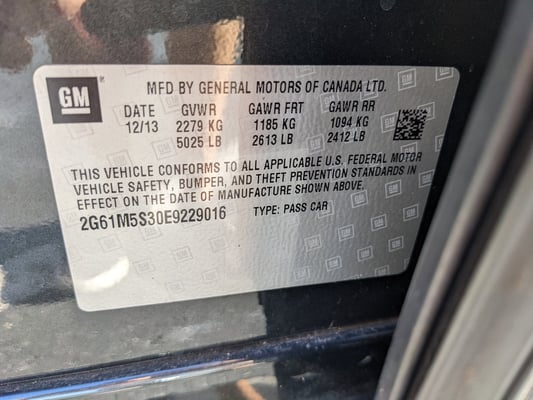 GM
MFD BY GENERAL MOTORS OF CANADA LTD.
DATE GVWR GAWR FRT GAWR RR
12/13 2279 KG 1185 KG 1094 KG
5025 LB 2613 LB 2412 LB
THIS VEHICLE CONFORMS TO ALL APPLICABLE U.S. FEDERAL MOTOR
VEHICLE SAFETY, BUMPER, AND THEFT PREVENTION STANDARDS IN
EFFECT ON THE DATE OF MANUFACTURE SHOWN ABOVE.
2G61M5S30E9229016 TYPE: PASS CAR